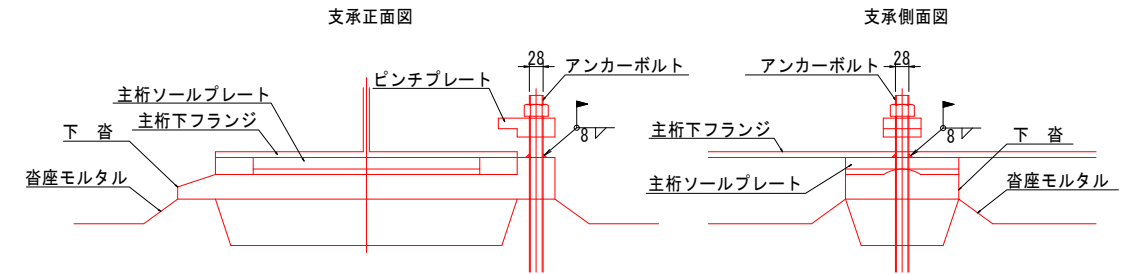 支承正面図
支承側面図
28
アンカーボルト
ピンチプレート
主桁ソールプレート
主桁下フランジ
下 沓
沓座モルタル
8
28
アンカーボルト
主桁下フランジ
8
下 沓
主桁ソールプレート
沓座モルタル